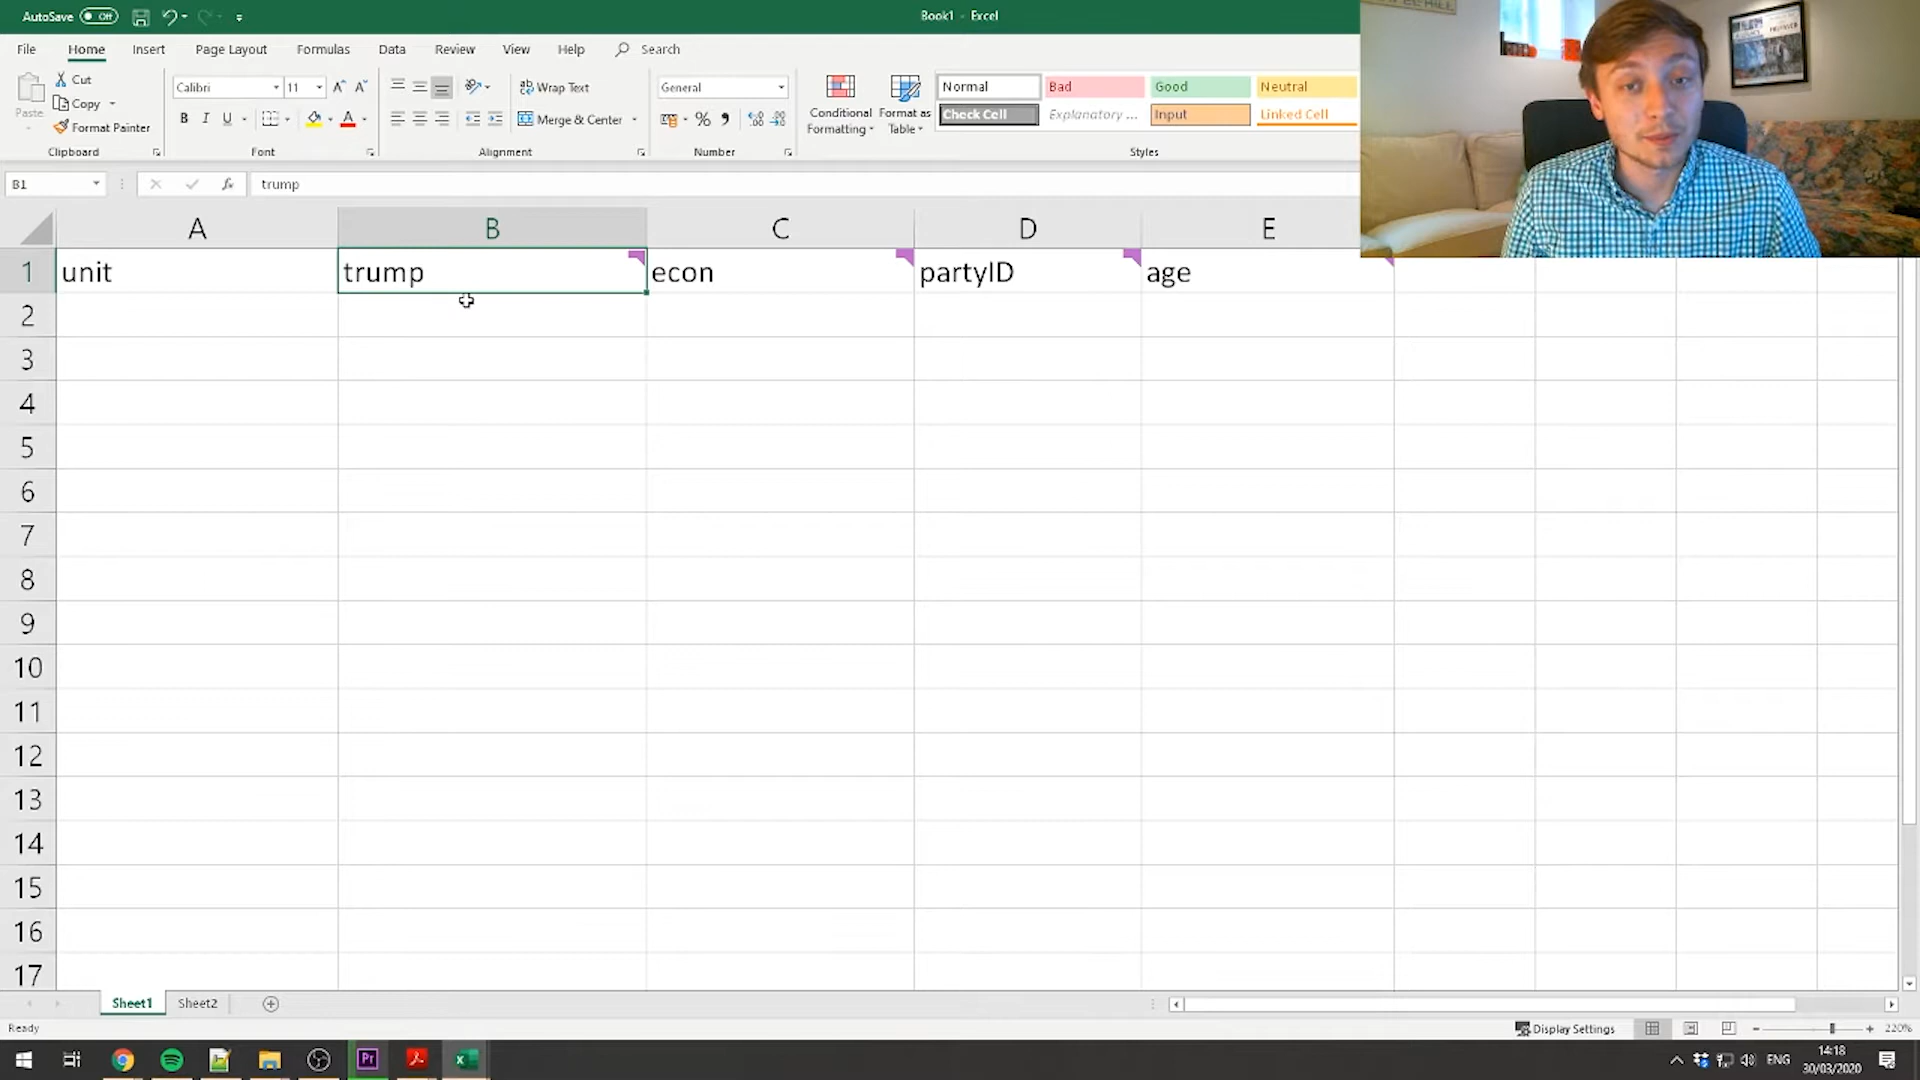 AutoSave Off
Book1 - Excel
File Home Insert Page Layout Formulas Data Review View Help Search
Paste
Cut
Copy
Format Painter
Clipboard
Calibri 11
B I U
Font
Wrap Text
Merge & Center
Alignment
General
Number
Conditional Formatting
Format as Table
Normal Bad Good Neutral
Check Cell Explanatory ... Input Linked Cell
Styles
B1 fx trump
A B C D E
1 unit trump econ partyID age
2
3
4
5
6
7
8
9
10
11
12
13
14
15
16
17
Sheet1 Sheet2
Ready Display Settings 220%
Pr ENG 14:18
30/03/2020